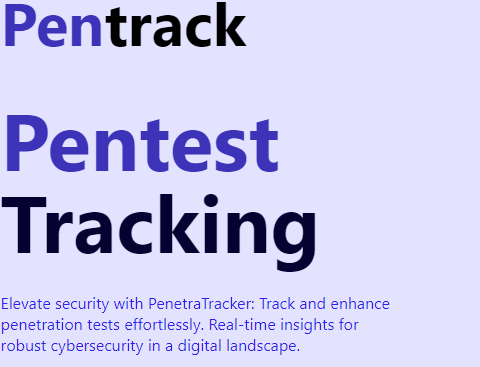 Pentrack
Pentest
Tracking
Elevate security with PenetraTracker: Track and enhance
penetration tests effortlessly. Real-time insights for
robust cybersecurity in a digital landscape.